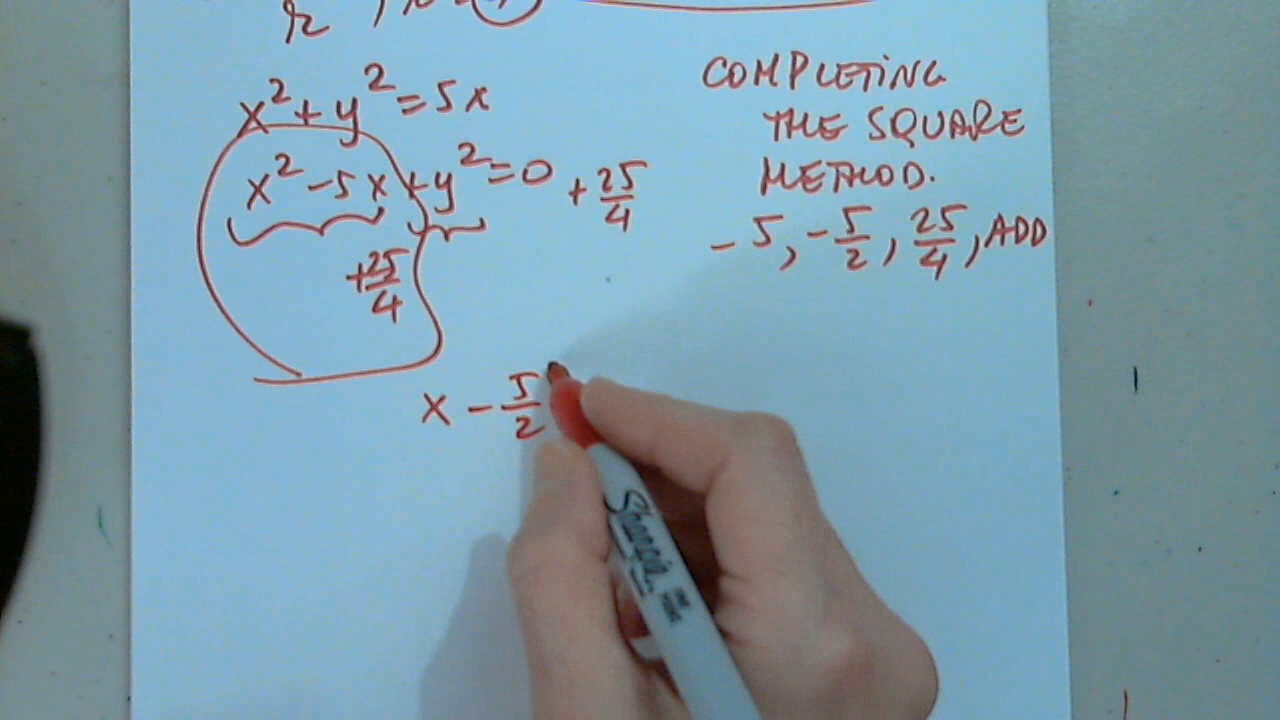 x² + y² = 5x
x² - 5x + y² = 0 + 25/4
+ 25/4
x - 5/2
COMPLETING
THE SQUARE
METHOD.
- 5, - 5/2, 25/4, ADD
Sharpie